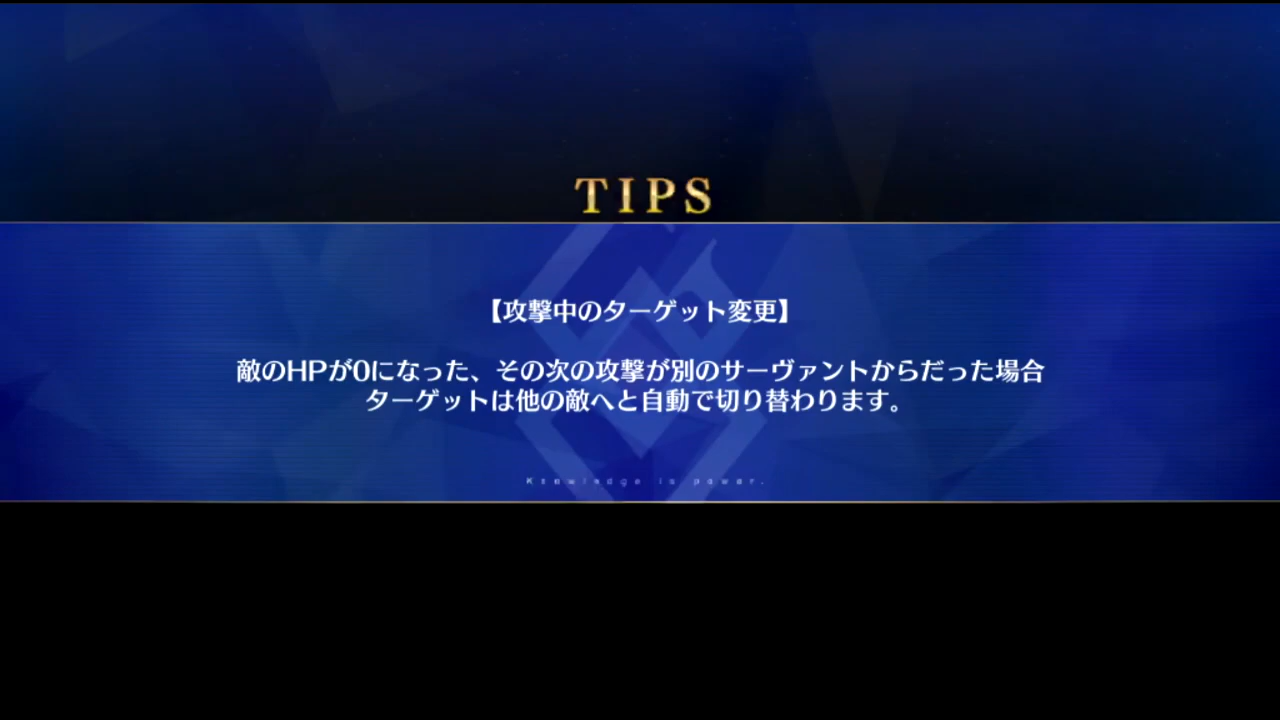 TIPS
【攻撃中のターゲット変更】
敵のHPが0になった、その次の攻撃が別のサーヴァントからだった場合
ターゲットは他の敵へと自動で切り替わります。
Knowledge is power.